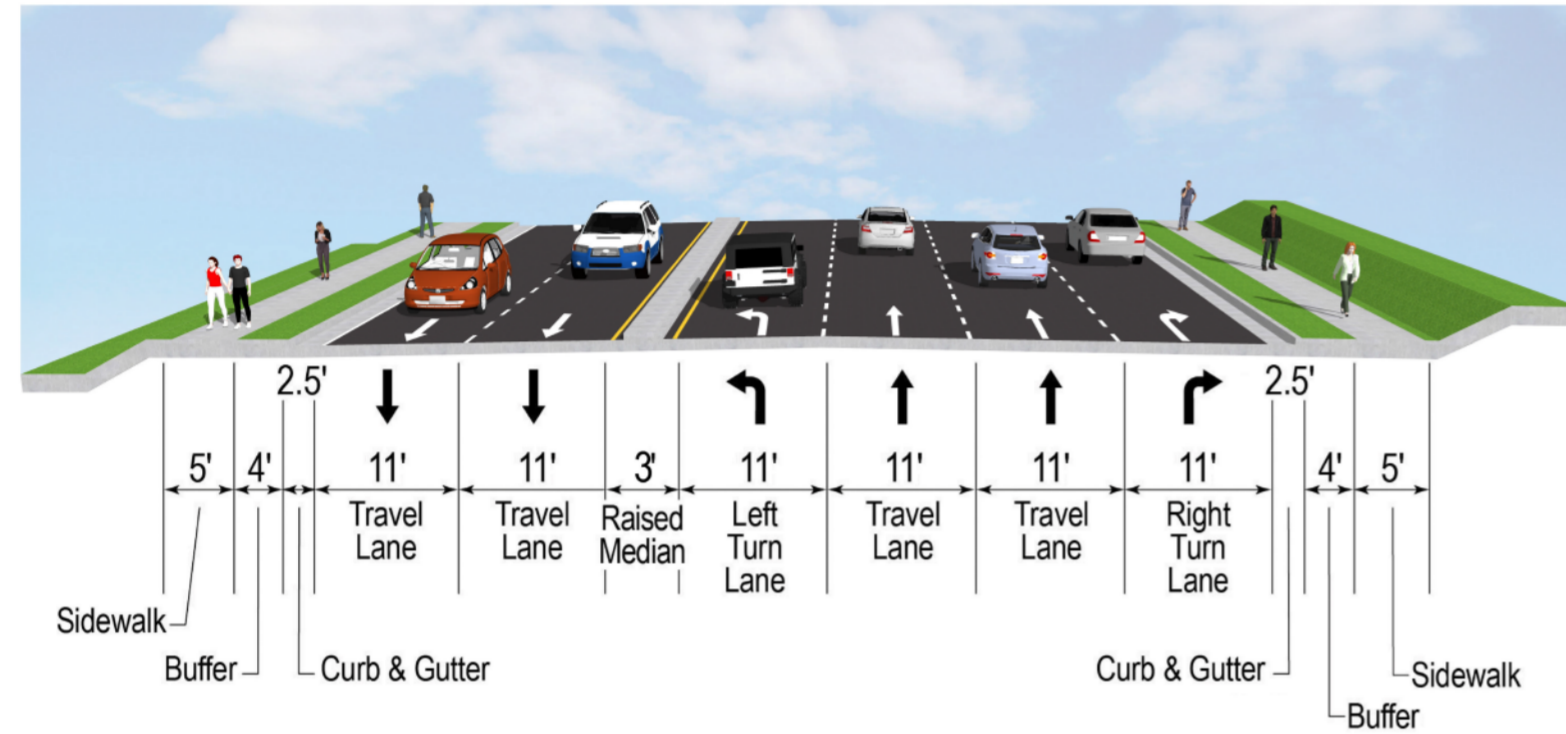 2.5' 2.5'
5' 4' 11' 11' 3' 11' 11' 11' 11' 4' 5'
Travel
Lane
Travel
Lane
Raised
Median
Left
Turn
Lane
Travel
Lane
Travel
Lane
Right
Turn
Lane
Sidewalk
Buffer
Curb & Gutter
Curb & Gutter
Sidewalk
Buffer